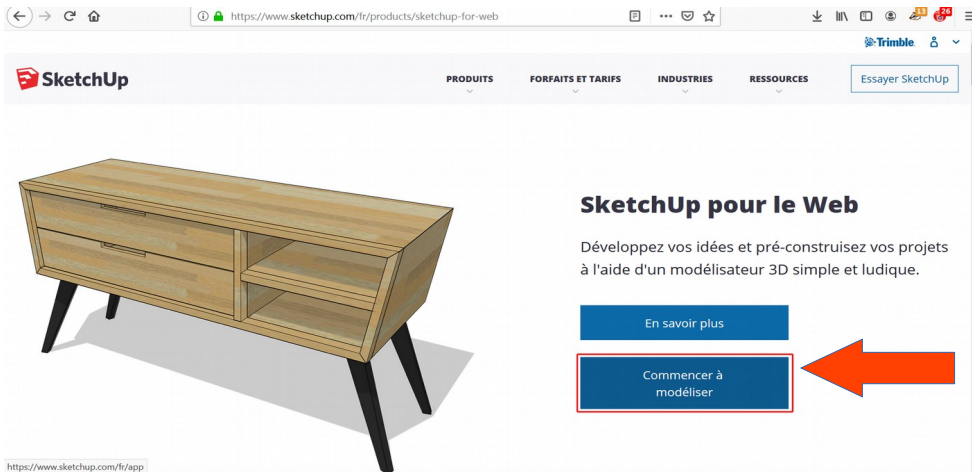 https://www.sketchup.com/fr/products/sketchup-for-web
13
26
Trimble
SketchUp
PRODUITS FORFAITS ET TARIFS INDUSTRIES RESSOURCES Essayer SketchUp
SketchUp pour le Web
Développez vos idées et pré-construisez vos projets
à l'aide d'un modélisateur 3D simple et ludique.
En savoir plus
Commencer à
modéliser
https://www.sketchup.com/fr/app